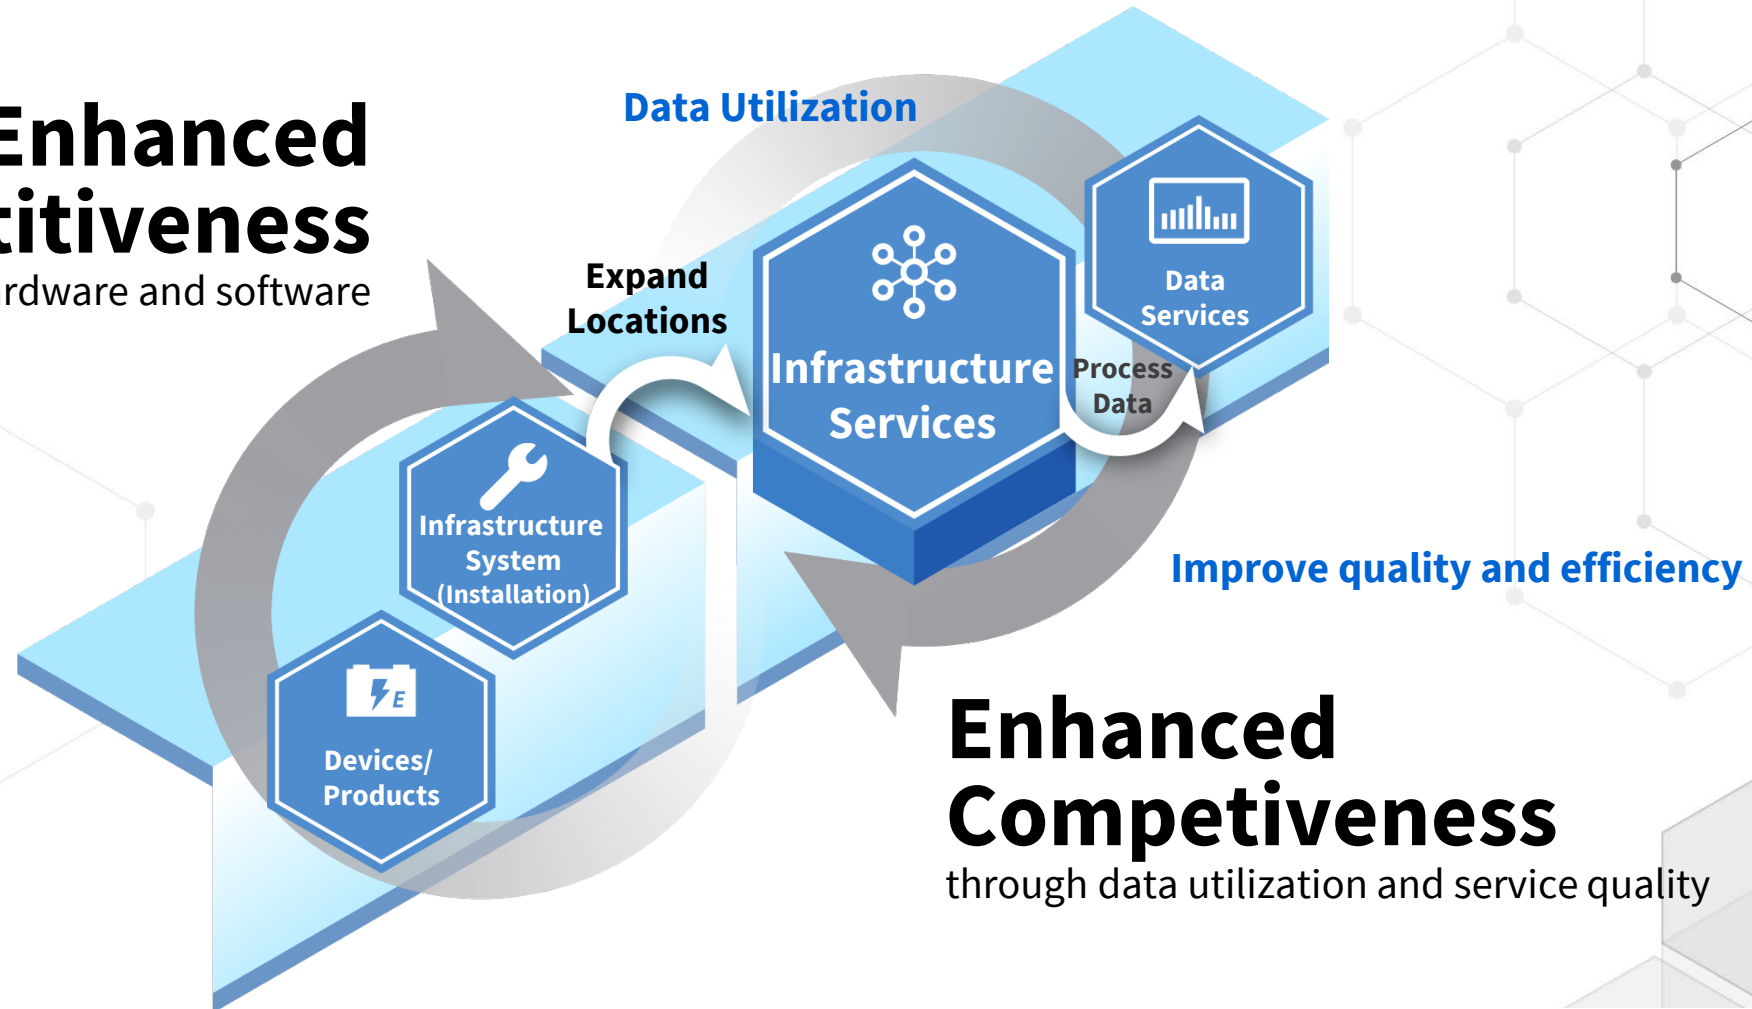 Enhanced
titiveness
rdware and software
Data Utilization
Expand
Locations
Infrastructure
Services
Data
Services
Process
Data
Infrastructure
System
(Installation)
Devices/
Products
E
Improve quality and efficiency
Enhanced
Competiveness
through data utilization and service quality